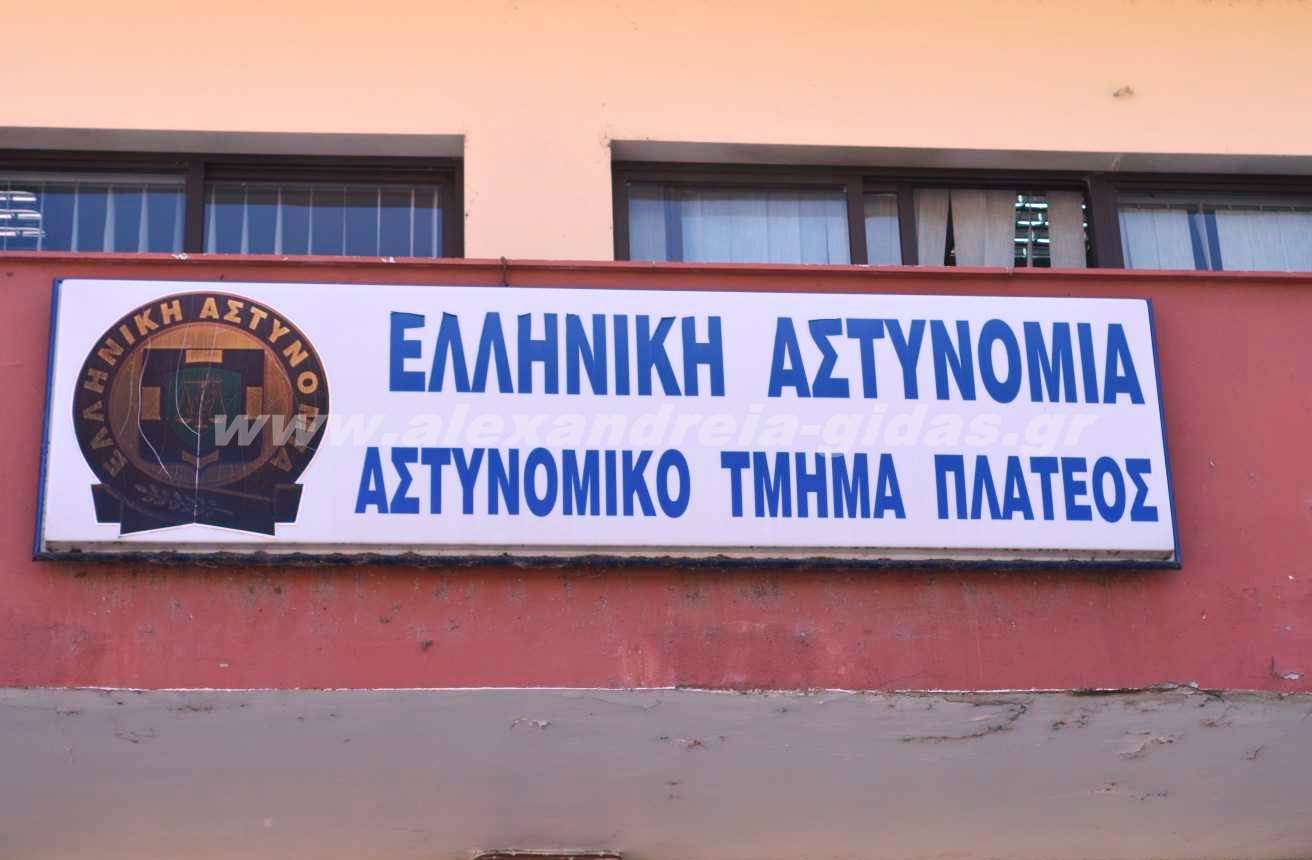 ΕΛΛΗΝΙΚΗ ΑΣΤΥΝΟΜΙΑ
ΕΛΛΗΝΙΚΗ ΑΣΤΥΝΟΜΙΑ
www.alexandreia-gidas.gr
ΑΣΤΥΝΟΜΙΚΟ ΤΜΗΜΑ ΠΛΑΤΕΟΣ